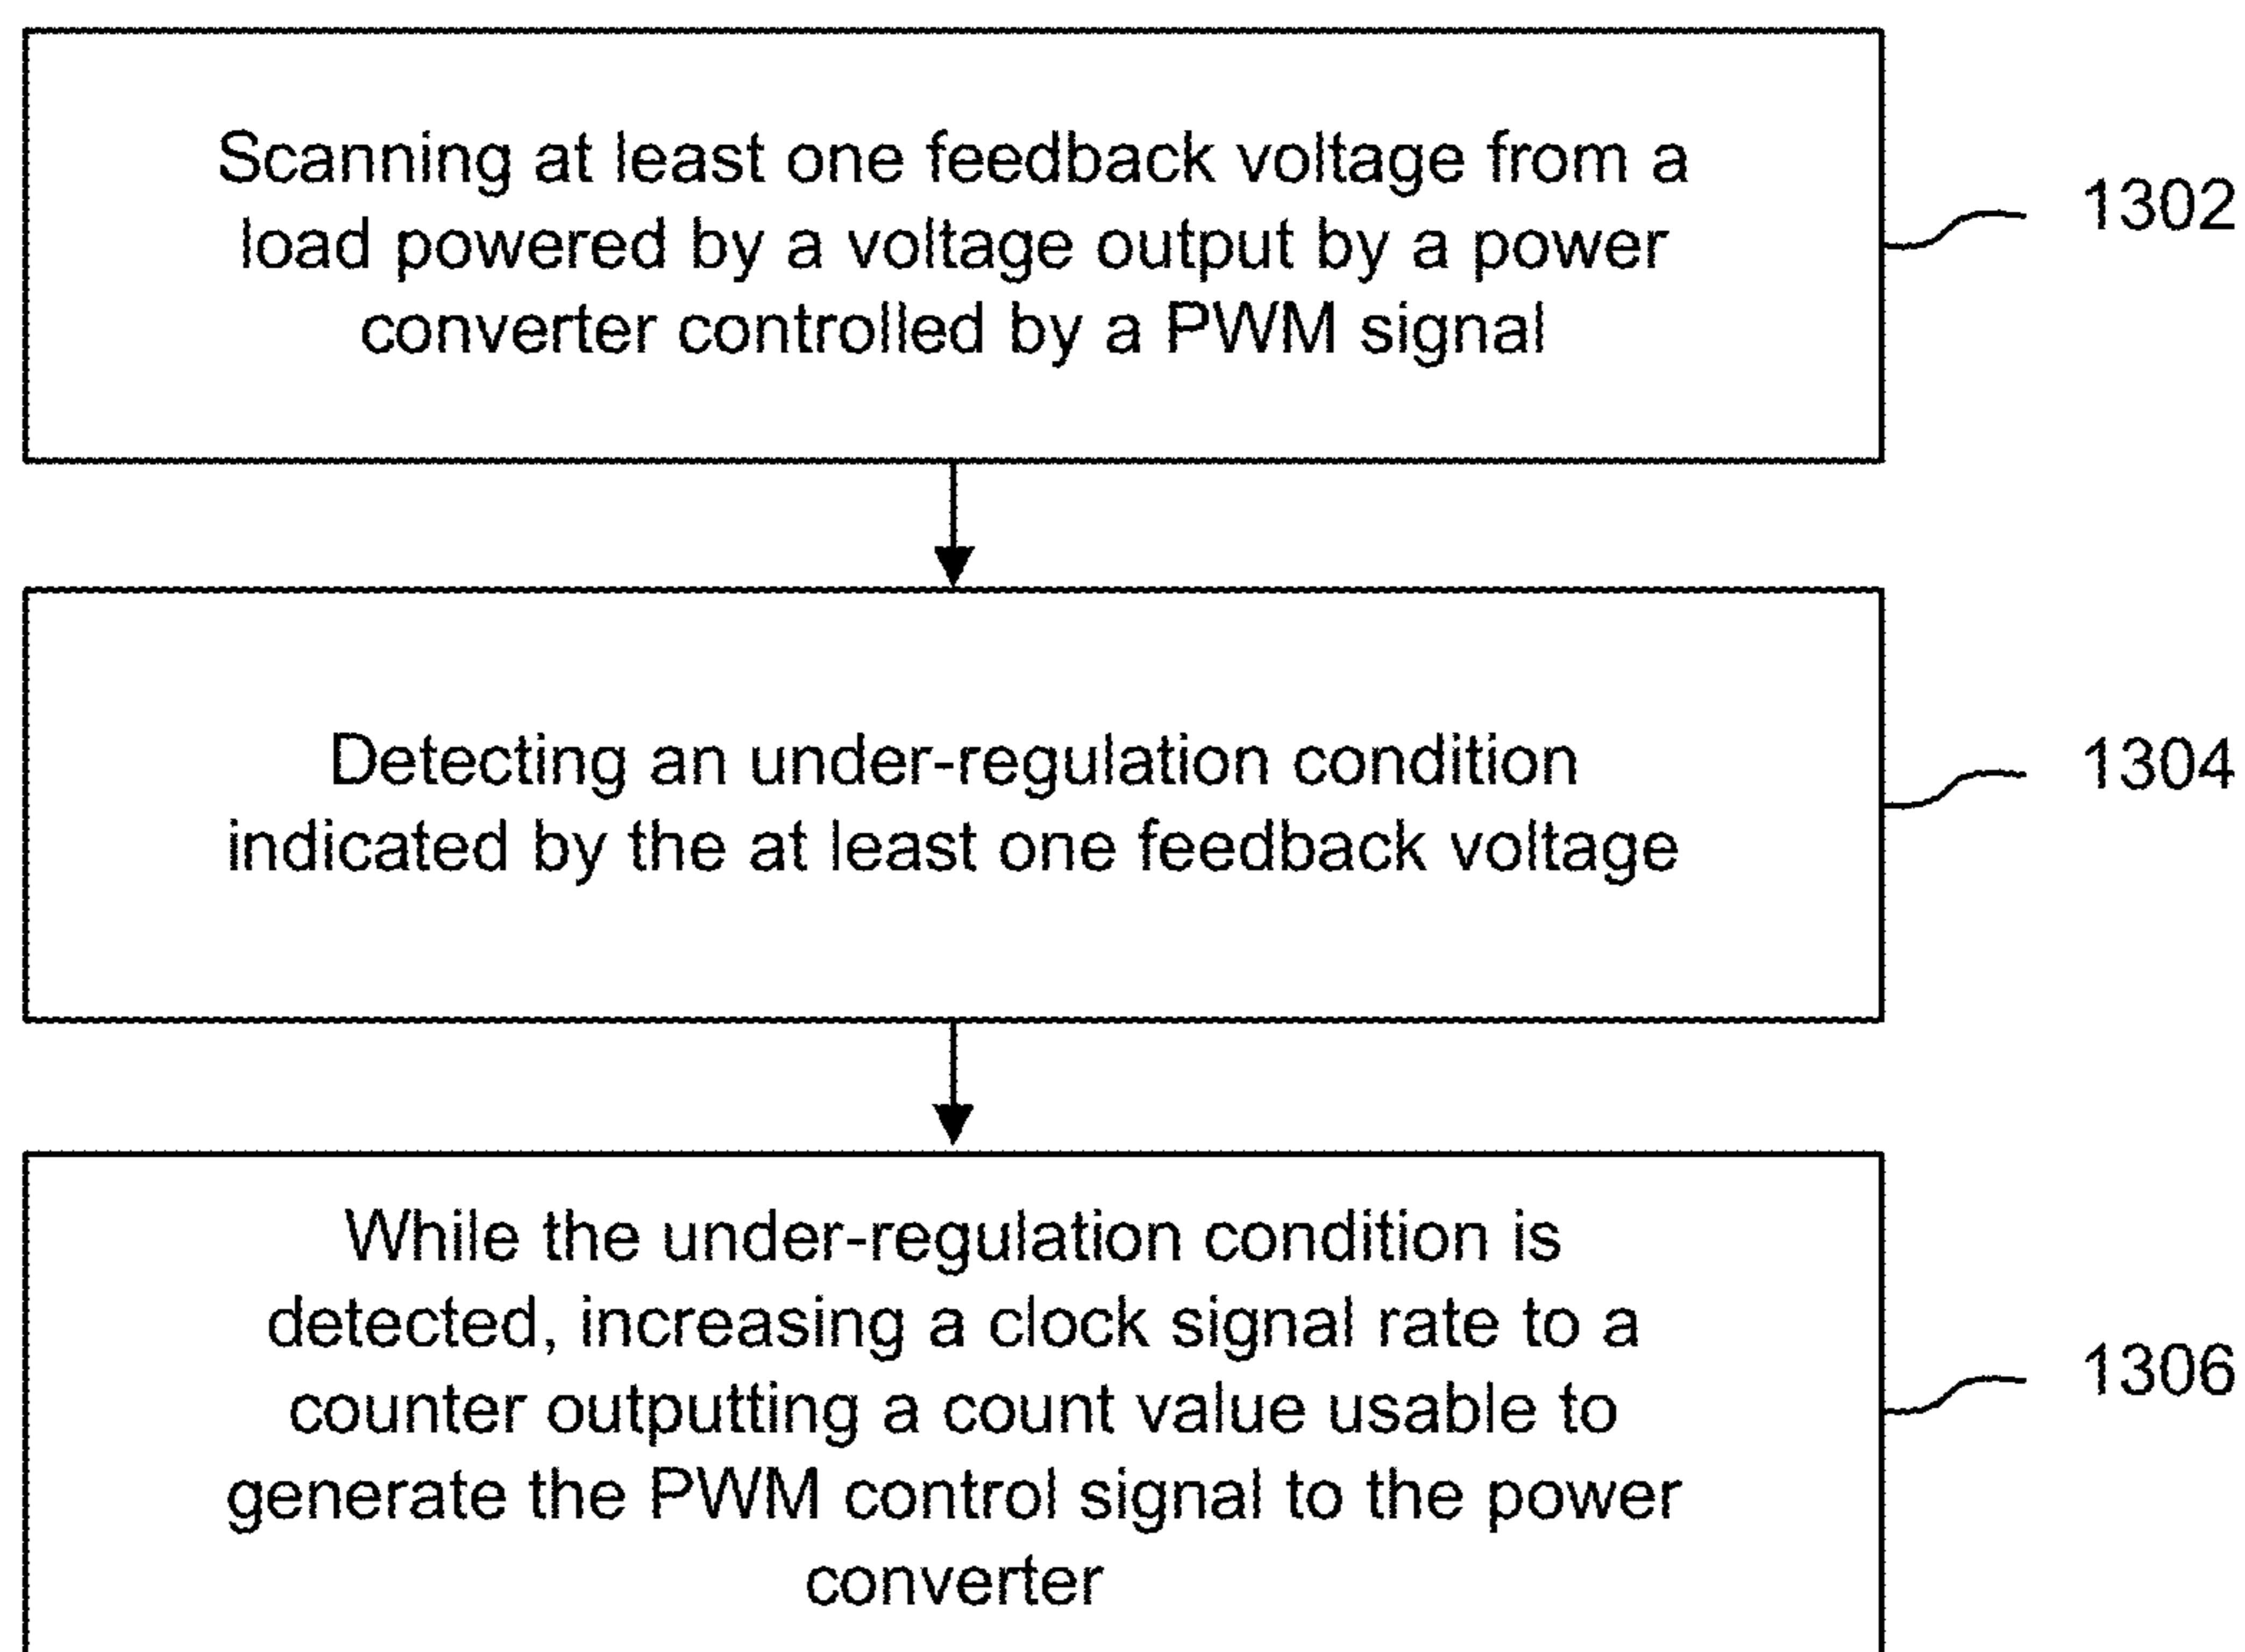 Scanning at least one feedback voltage from a
load powered by a voltage output by a power
converter controlled by a PWM signal
1302
Detecting an under-regulation condition
indicated by the at least one feedback voltage
1304
While the under-regulation condition is
detected, increasing a clock signal rate to a
counter outputting a count value usable to
generate the PWM control signal to the power
converter
1306